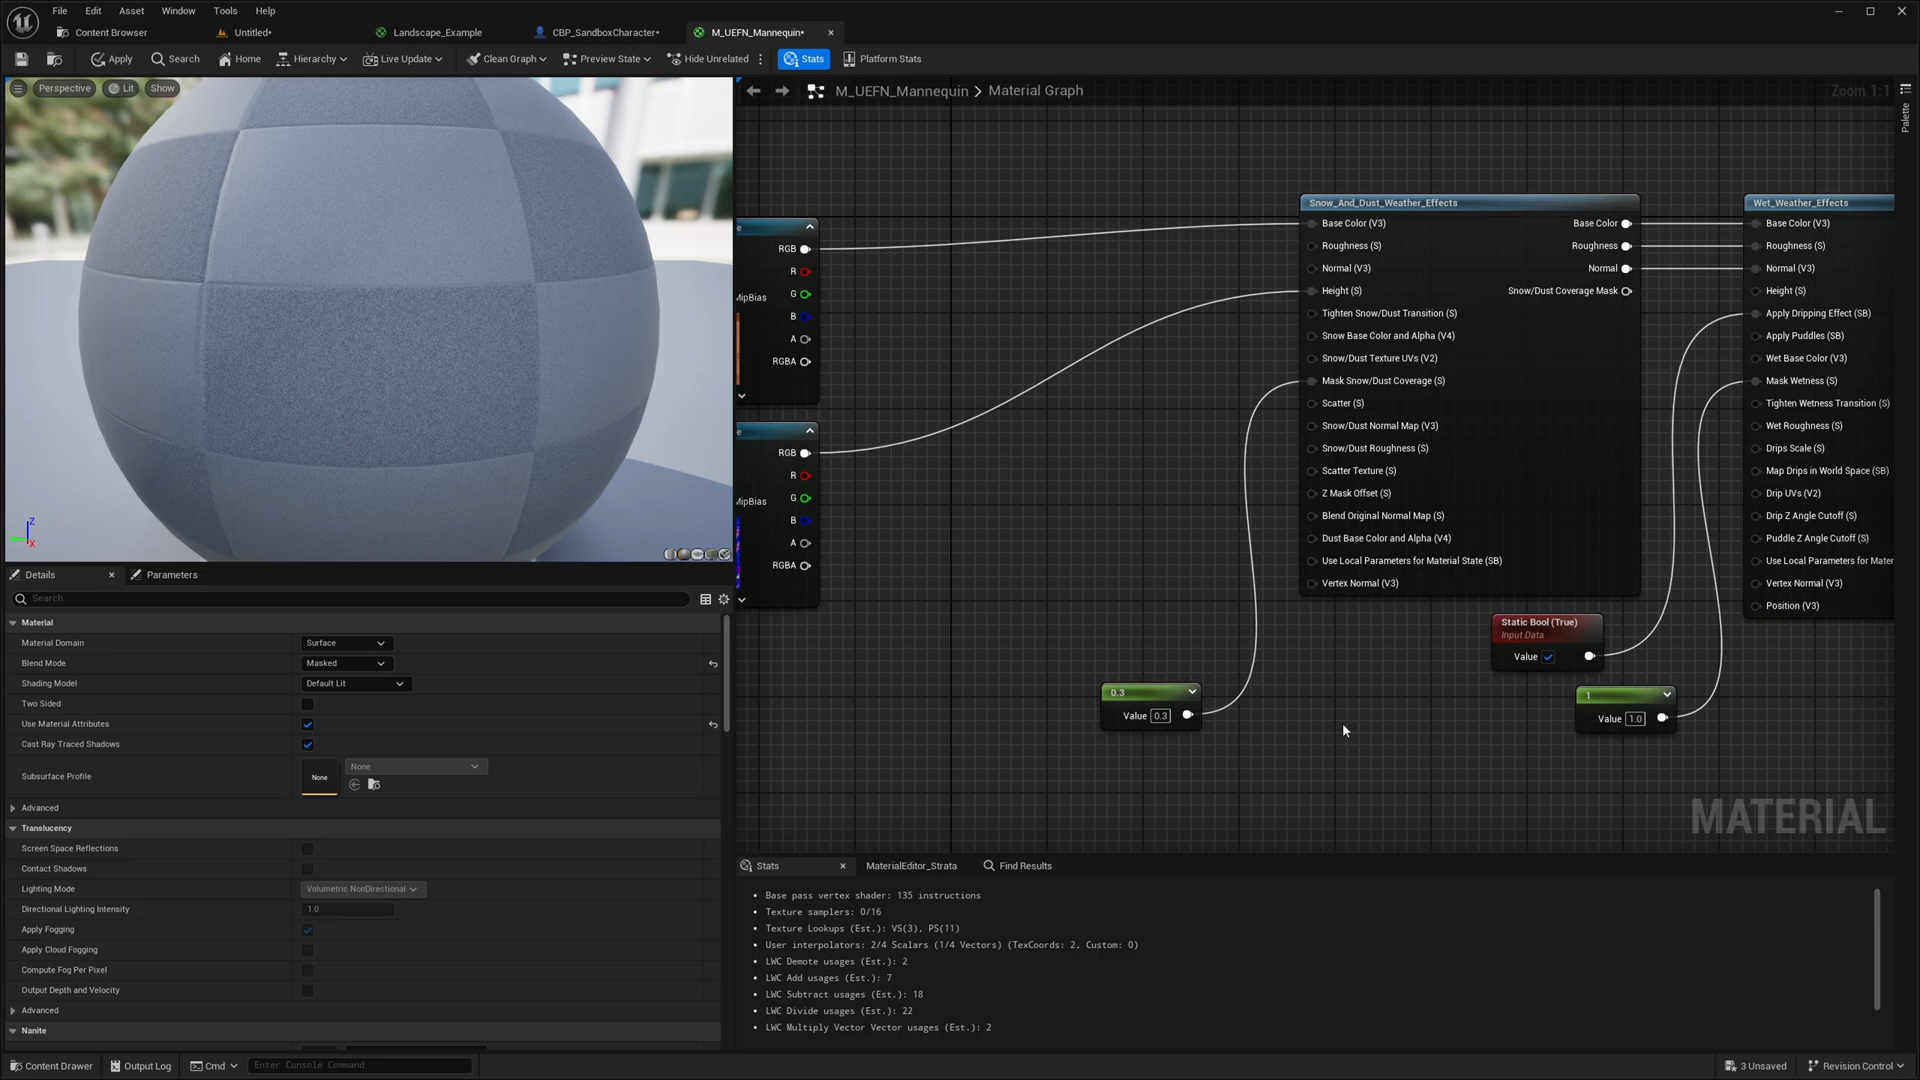 File Edit Asset Window Tools Help
Content Browser Untitled* Landscape_Example CBP_SandboxCharacter* M_UEFN_Mannequin*
Apply Search Home Hierarchy Live Update Clean Graph Preview State Hide Unrelated Stats Platform Stats
Perspective Lit Show
M_UEFN_Mannequin > Material Graph
Zoom 1:1
Palette
e
RGB
R
MipBias G
B
A
RGBA
e
RGB
R
MipBias G
B
A
RGBA
Snow_And_Dust_Weather_Effects
Base Color (V3) Base Color
Roughness (S) Roughness
Normal (V3) Normal
Height (S) Snow/Dust Coverage Mask
Tighten Snow/Dust Transition (S)
Snow Base Color and Alpha (V4)
Snow/Dust Texture UVs (V2)
Mask Snow/Dust Coverage (S)
Scatter (S)
Snow/Dust Normal Map (V3)
Snow/Dust Roughness (S)
Scatter Texture (S)
Z Mask Offset (S)
Blend Original Normal Map (S)
Dust Base Color and Alpha (V4)
Use Local Parameters for Material State (SB)
Vertex Normal (V3)
Wet_Weather_Effects
Base Color (V3)
Roughness (S)
Normal (V3)
Height (S)
Apply Dripping Effect (SB)
Apply Puddles (SB)
Wet Base Color (V3)
Mask Wetness (S)
Tighten Wetness Transition (S)
Wet Roughness (S)
Drips Scale (S)
Map Drips in World Space (SB)
Drip UVs (V2)
Drip Z Angle Cutoff (S)
Puddle Z Angle Cutoff (S)
Use Local Parameters for Mater
Vertex Normal (V3)
Position (V3)
Static Bool (True)
Input Data
Value
0.3
Value 0.3
1
Value 1.0
MATERIAL
z
x
Details Parameters
Search
Material
Material Domain Surface
Blend Mode Masked
Shading Model Default Lit
Two Sided
Use Material Attributes
Cast Ray Traced Shadows
Subsurface Profile None None
Advanced
Translucency
Screen Space Reflections
Contact Shadows
Lighting Mode Volumetric NonDirectional
Directional Lighting Intensity 1.0
Apply Fogging
Apply Cloud Fogging
Compute Fog Per Pixel
Output Depth and Velocity
Advanced
Nanite
Stats MaterialEditor_Strata Find Results
• Base pass vertex shader: 135 instructions
• Texture samplers: 0/16
• Texture Lookups (Est.): VS(3), PS(11)
• User interpolators: 2/4 Scalars (1/4 Vectors) (TexCoords: 2, Custom: 0)
• LWC Demote usages (Est.): 2
• LWC Add usages (Est.): 7
• LWC Subtract usages (Est.): 18
• LWC Divide usages (Est.): 22
• LWC Multiply Vector Vector usages (Est.): 2
Content Drawer Output Log Cmd Enter Console Command 3 Unsaved Revision Control